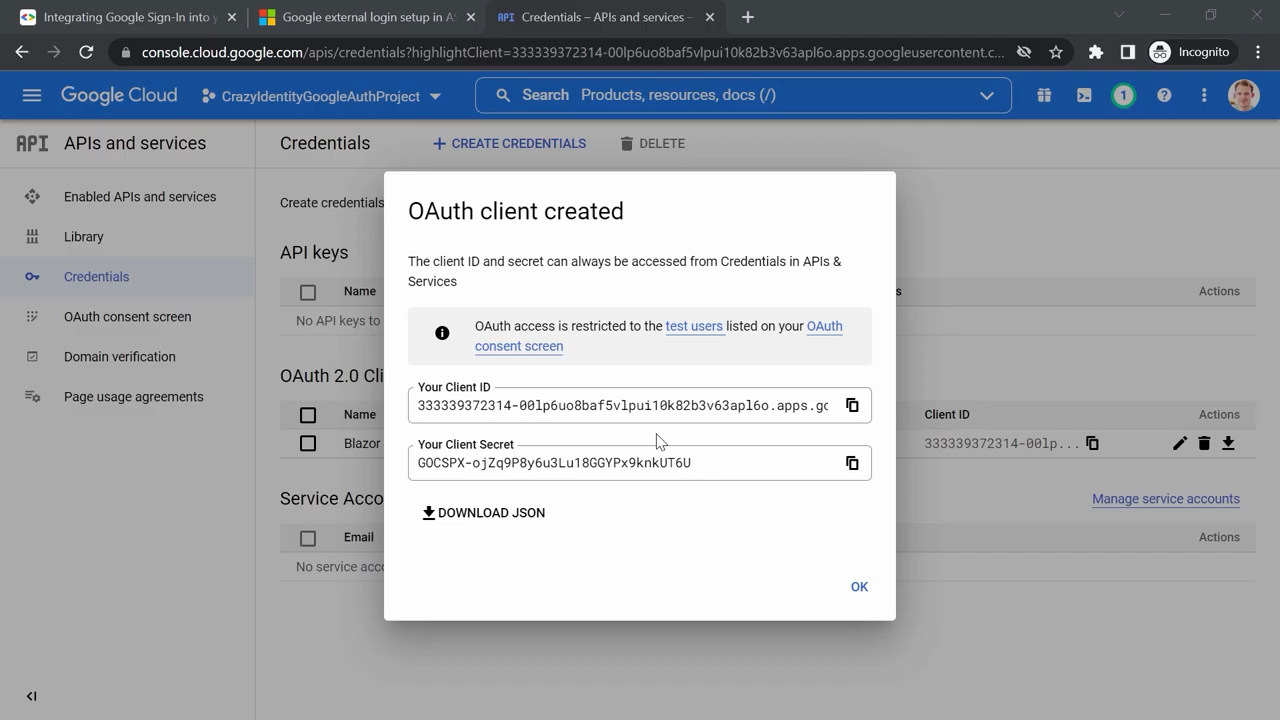 Integrating Google Sign-In into y
Google external login setup in AS
Credentials – APIs and services –
console.cloud.google.com/apis/credentials?highlightClient=333339372314-00lp6uo8baf5vlpui10k82b3v63apl6o.apps.googleusercontent.c...
Incognito
Google Cloud
CrazyIdentityGoogleAuthProject
Search Products, resources, docs (/)
1
API APIs and services
Credentials
+ CREATE CREDENTIALS
DELETE
Enabled APIs and services
Library
Credentials
OAuth consent screen
Domain verification
Page usage agreements
Create credentials
API keys
Name
s
Actions
No API keys to
OAuth 2.0 Cli
Name
Client ID
Actions
Blazor
333339372314-00lp...
Service Acco
Manage service accounts
Email
Actions
No service acc
OAuth client created
The client ID and secret can always be accessed from Credentials in APIs &
Services
OAuth access is restricted to the test users listed on your OAuth
consent screen
Your Client ID
333339372314-00lp6uo8baf5vlpui10k82b3v63apl6o.apps.gc
Your Client Secret
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
DOWNLOAD JSON
OK